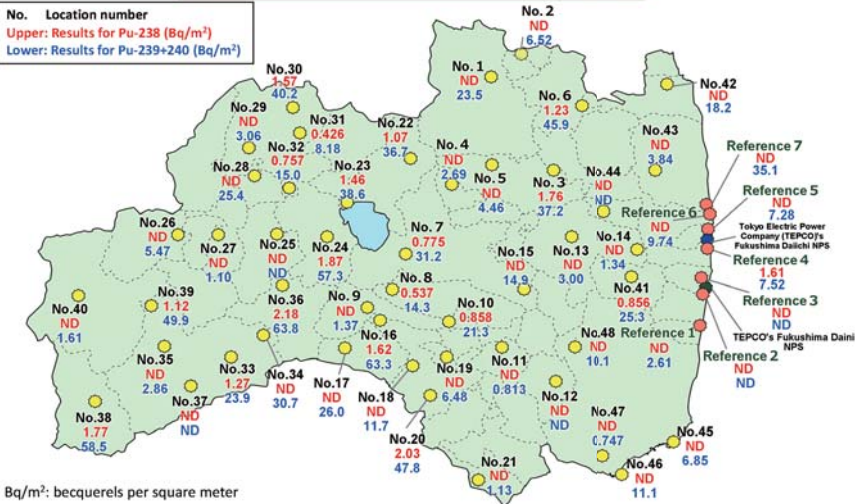 No. Location number
Upper: Results for Pu-238 (Bq/m²)
Lower: Results for Pu-239+240 (Bq/m²)
No. 2
ND
6.52
No. 1
ND
23.5
No.30
1.57
40.2
No. 6
1.23
45.9
No.42
ND
18.2
No.29
ND
3.06
No.31
0.426
8.18
No.22
1.07
36.7
No.43
ND
3.84
No.32
0.757
15.0
No. 4
ND
2.69
No.28
ND
25.4
No.23
1.46
38.6
No. 5
ND
4.46
No. 3
1.76
37.2
No.44
ND
ND
Reference 7
ND
35.1
Reference 5
ND
7.28
Reference 6
ND
9.74
Tokyo Electric Power
Company (TEPCO)'s
Fukushima Daiichi NPS
No.26
ND
5.47
No.27
ND
1.10
No.25
ND
ND
No.24
1.87
57.3
No. 7
0.775
31.2
No.15
ND
14.9
No.13
ND
3.00
No.14
ND
1.34
Reference 4
1.61
7.52
No.40
ND
1.61
No.39
1.12
49.9
No.36
2.18
63.8
No. 9
ND
1.37
No. 8
0.537
14.3
No.10
0.858
21.3
No.41
0.856
25.3
Reference 3
ND
ND
TEPCO's Fukushima Daini
NPS
Reference 1
ND
2.61
Reference 2
ND
ND
No.35
ND
2.86
No.16
1.62
63.3
No.48
ND
10.1
No.33
1.27
23.9
No.34
ND
30.7
No.17
ND
26.0
No.18
ND
11.7
No.19
ND
6.48
No.11
ND
0.813
No.12
ND
ND
No.37
ND
ND
No.38
1.77
58.5
No.20
2.03
47.8
No.47
ND
0.747
No.45
ND
6.85
No.21
ND
1.13
No.46
ND
11.1
Bq/m²: becquerels per square meter